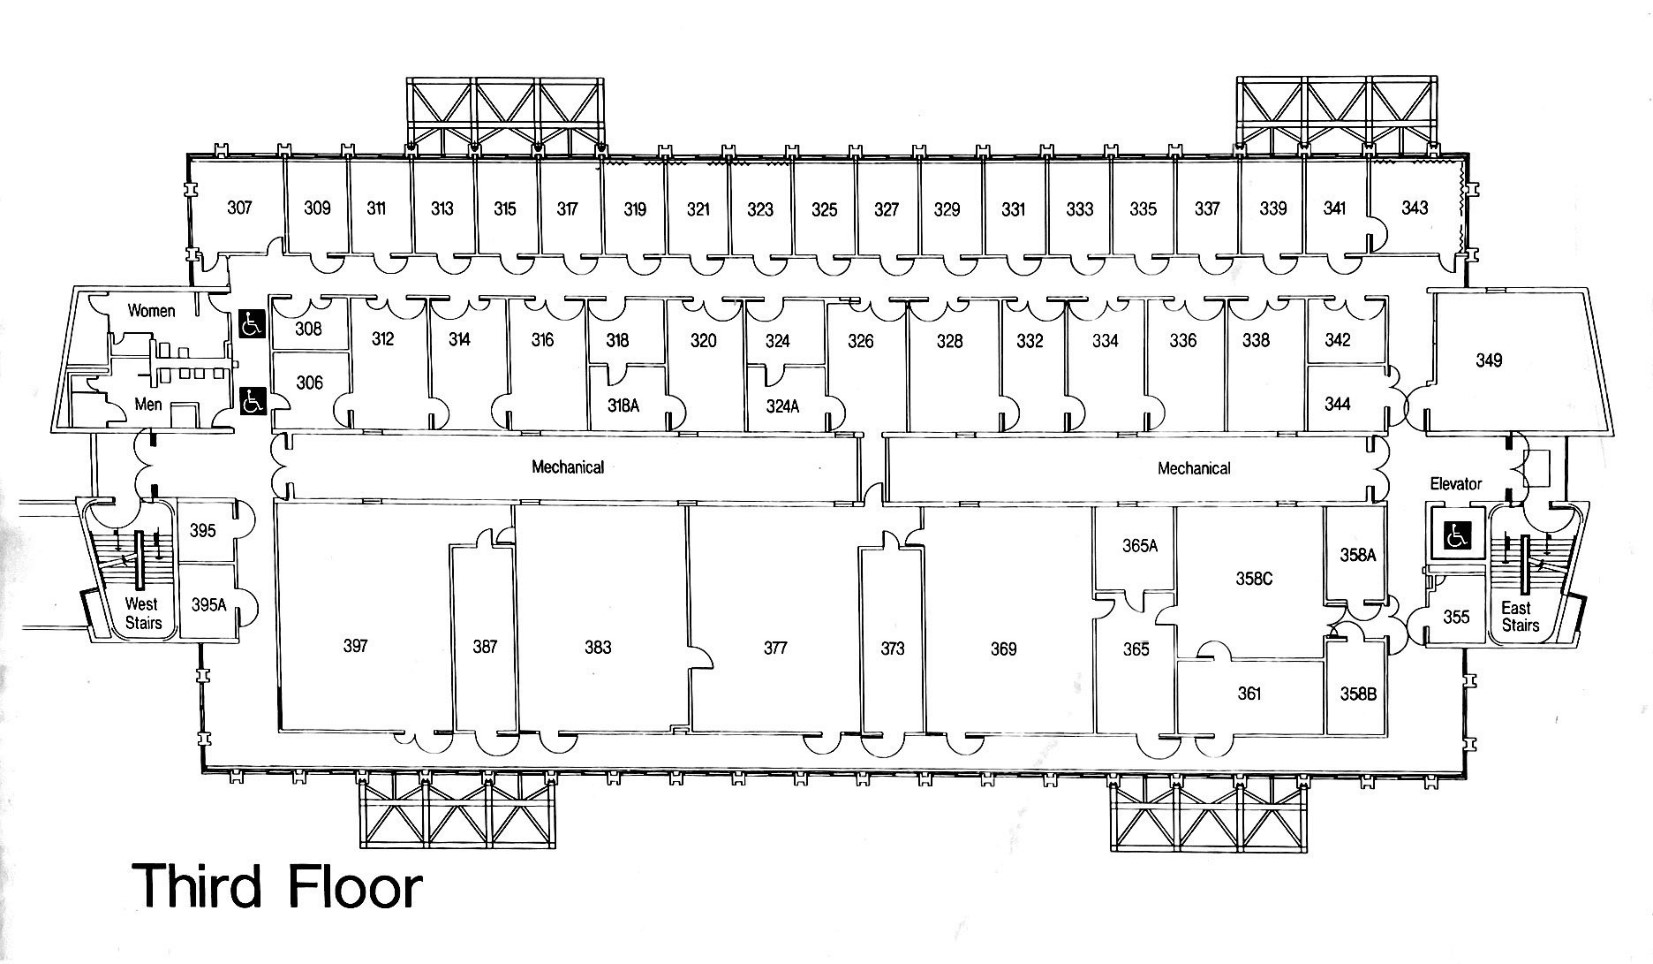 307 309 311 313 315 317 319 321 323 325 327 329 331 333 335 337 339 341 343
Women
308 312 314 316 318 320 324 326 328 332 334 336 338 342
349
306
Men
318A 324A 344
Mechanical Mechanical
Elevator
395 365A 358C 358A
395A
West
Stairs
355
East
Stairs
397 387 383 377 373 369 365
361 358B
Third Floor